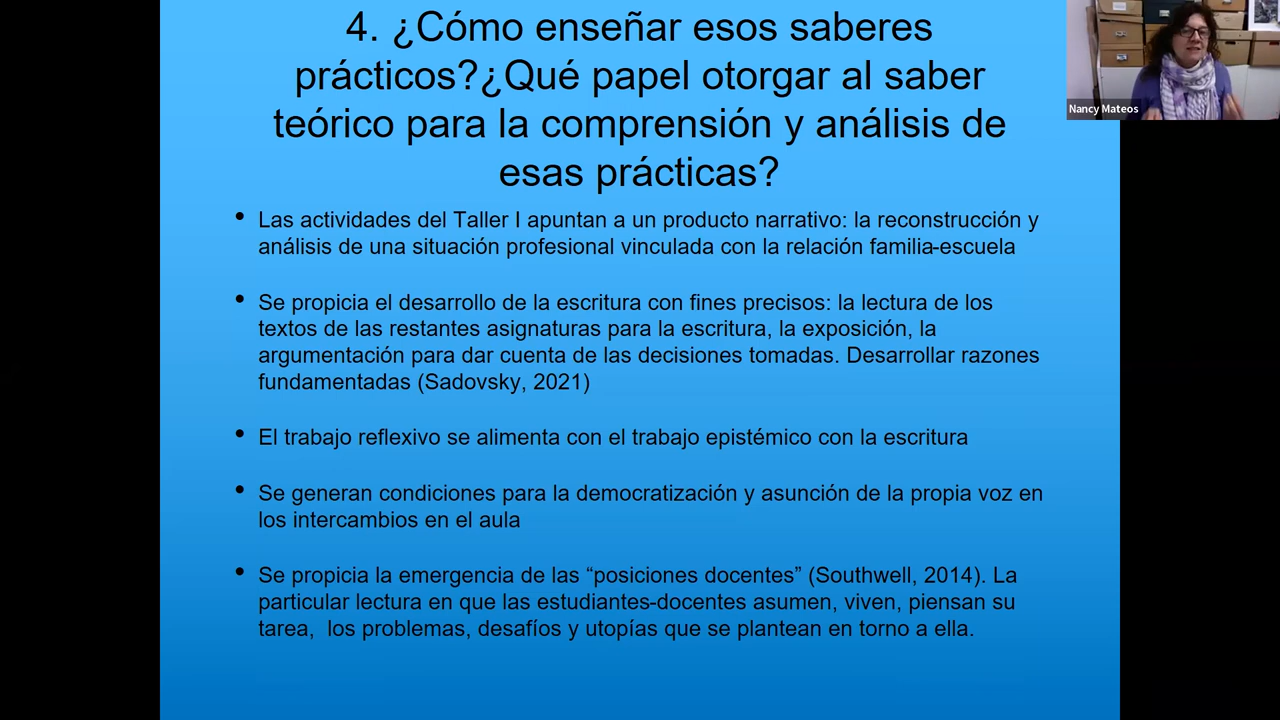 4. ¿Cómo enseñar esos saberes
prácticos?¿Qué papel otorgar al saber
teórico para la comprensión y análisis de
esas prácticas?
Nancy Mateos
• Las actividades del Taller I apuntan a un producto narrativo: la reconstrucción y
análisis de una situación profesional vinculada con la relación familia-escuela
• Se propicia el desarrollo de la escritura con fines precisos: la lectura de los
textos de las restantes asignaturas para la escritura, la exposición, la
argumentación para dar cuenta de las decisiones tomadas. Desarrollar razones
fundamentadas (Sadovsky, 2021)
• El trabajo reflexivo se alimenta con el trabajo epistémico con la escritura
• Se generan condiciones para la democratización y asunción de la propia voz en
los intercambios en el aula
• Se propicia la emergencia de las “posiciones docentes” (Southwell, 2014). La
particular lectura en que las estudiantes-docentes asumen, viven, piensan su
tarea,  los problemas, desafíos y utopías que se plantean en torno a ella.